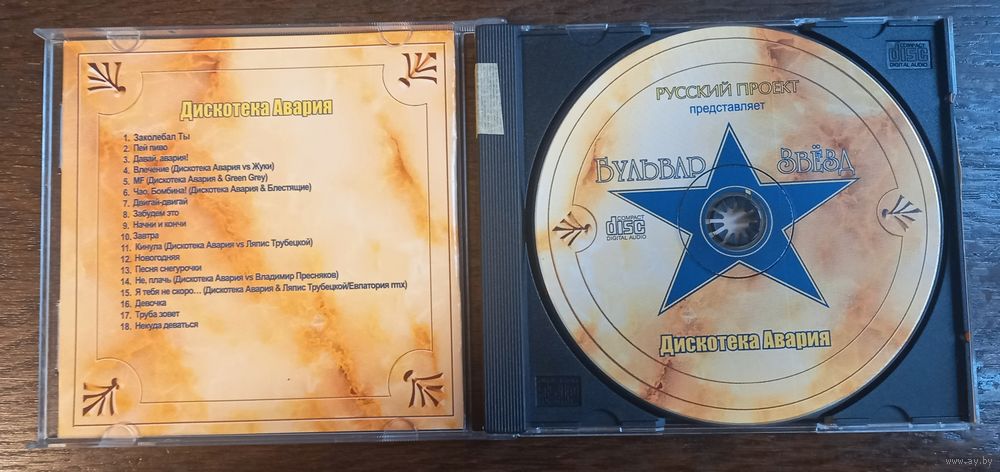 Дискотека Авария
1. Заколебал Ты
2. Пей пиво
3. Давай, авария!
4. Влечение (Дискотека Авария vs Жуки)
5. MF (Дискотека Авария & Green Grey)
6. Чао, Бомбина! (Дискотека Авария & Блестящие)
7. Двигай-двигай
8. Забудем это
9. Начни и кончи
10. Завтра
11. Кинула (Дискотека Авария vs Ляпис Трубецкой)
12. Новогодняя
13. Песня снегурочки
14. Не, плачь (Дискотека Авария vs Владимир Пресняков)
15. Я тебя не скоро... (Дискотека Авария & Ляпис Трубецкой/Евпатория rmx)
16. Девочка
17. Труба зовет
18. Некуда деваться
РУССКИЙ ПРОЕКТ
представляет
БУЛЬВАР ЗВЁЗД
COMPACT
disc
DIGITAL AUDIO
Дискотека Авария
COMPACT
disc
DIGITAL AUDIO
www.ay.by